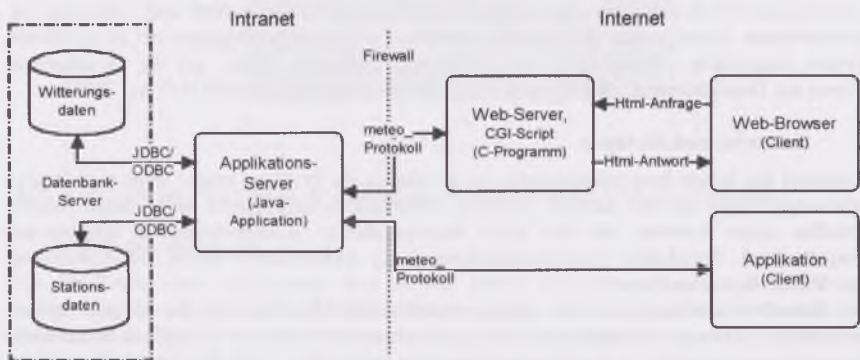 Intranet
Internet
Firewall
Witterungs-
daten
JDBC/
ODBC
Datenbank-
Server
JDBC/
ODBC
Stations-
daten
Applikations-
Server
(Java-
Application)
meteo_
Protokoll
Web-Server,
CGI-Script
(C-Programm)
Html-Anfrage
Html-Antwort
Web-Browser
(Client)
meteo_
Protokoll
Applikation
(Client)